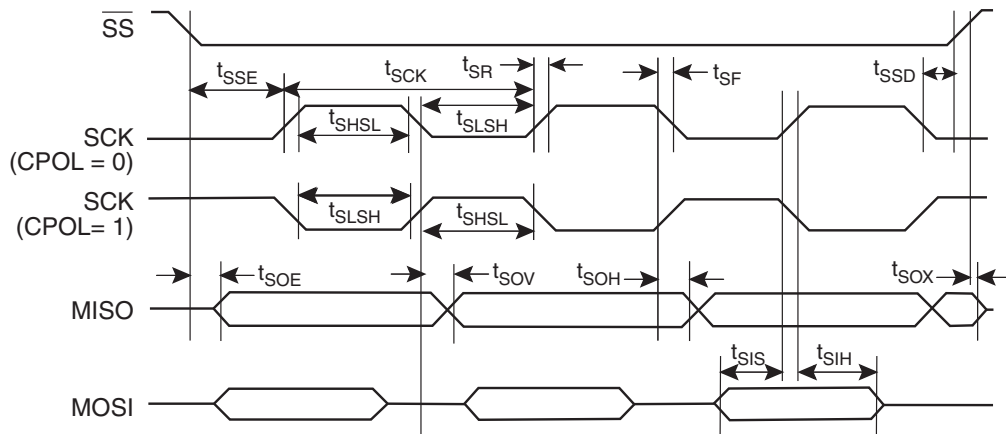 SS
tSSE
tSCK
tSR
tSF
tSSD
SCK
(CPOL = 0)
tSHSL
tSLSH
SCK
(CPOL= 1)
tSLSH
tSHSL
MISO
tSOE
tSOV
tSOH
tSOX
MOSI
tSIS
tSIH